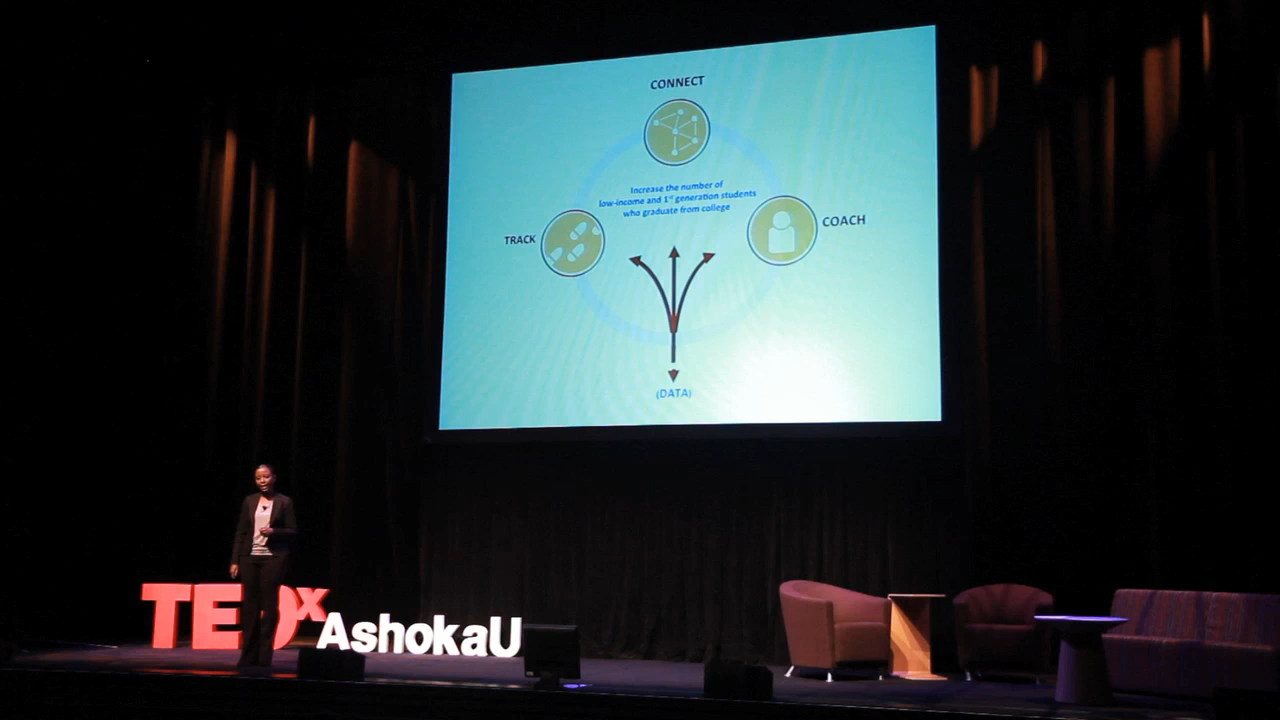 CONNECT
Increase the number of
low-income and 1st generation students
who graduate from college
TRACK
COACH
(DATA)
TEDx
AshokaU